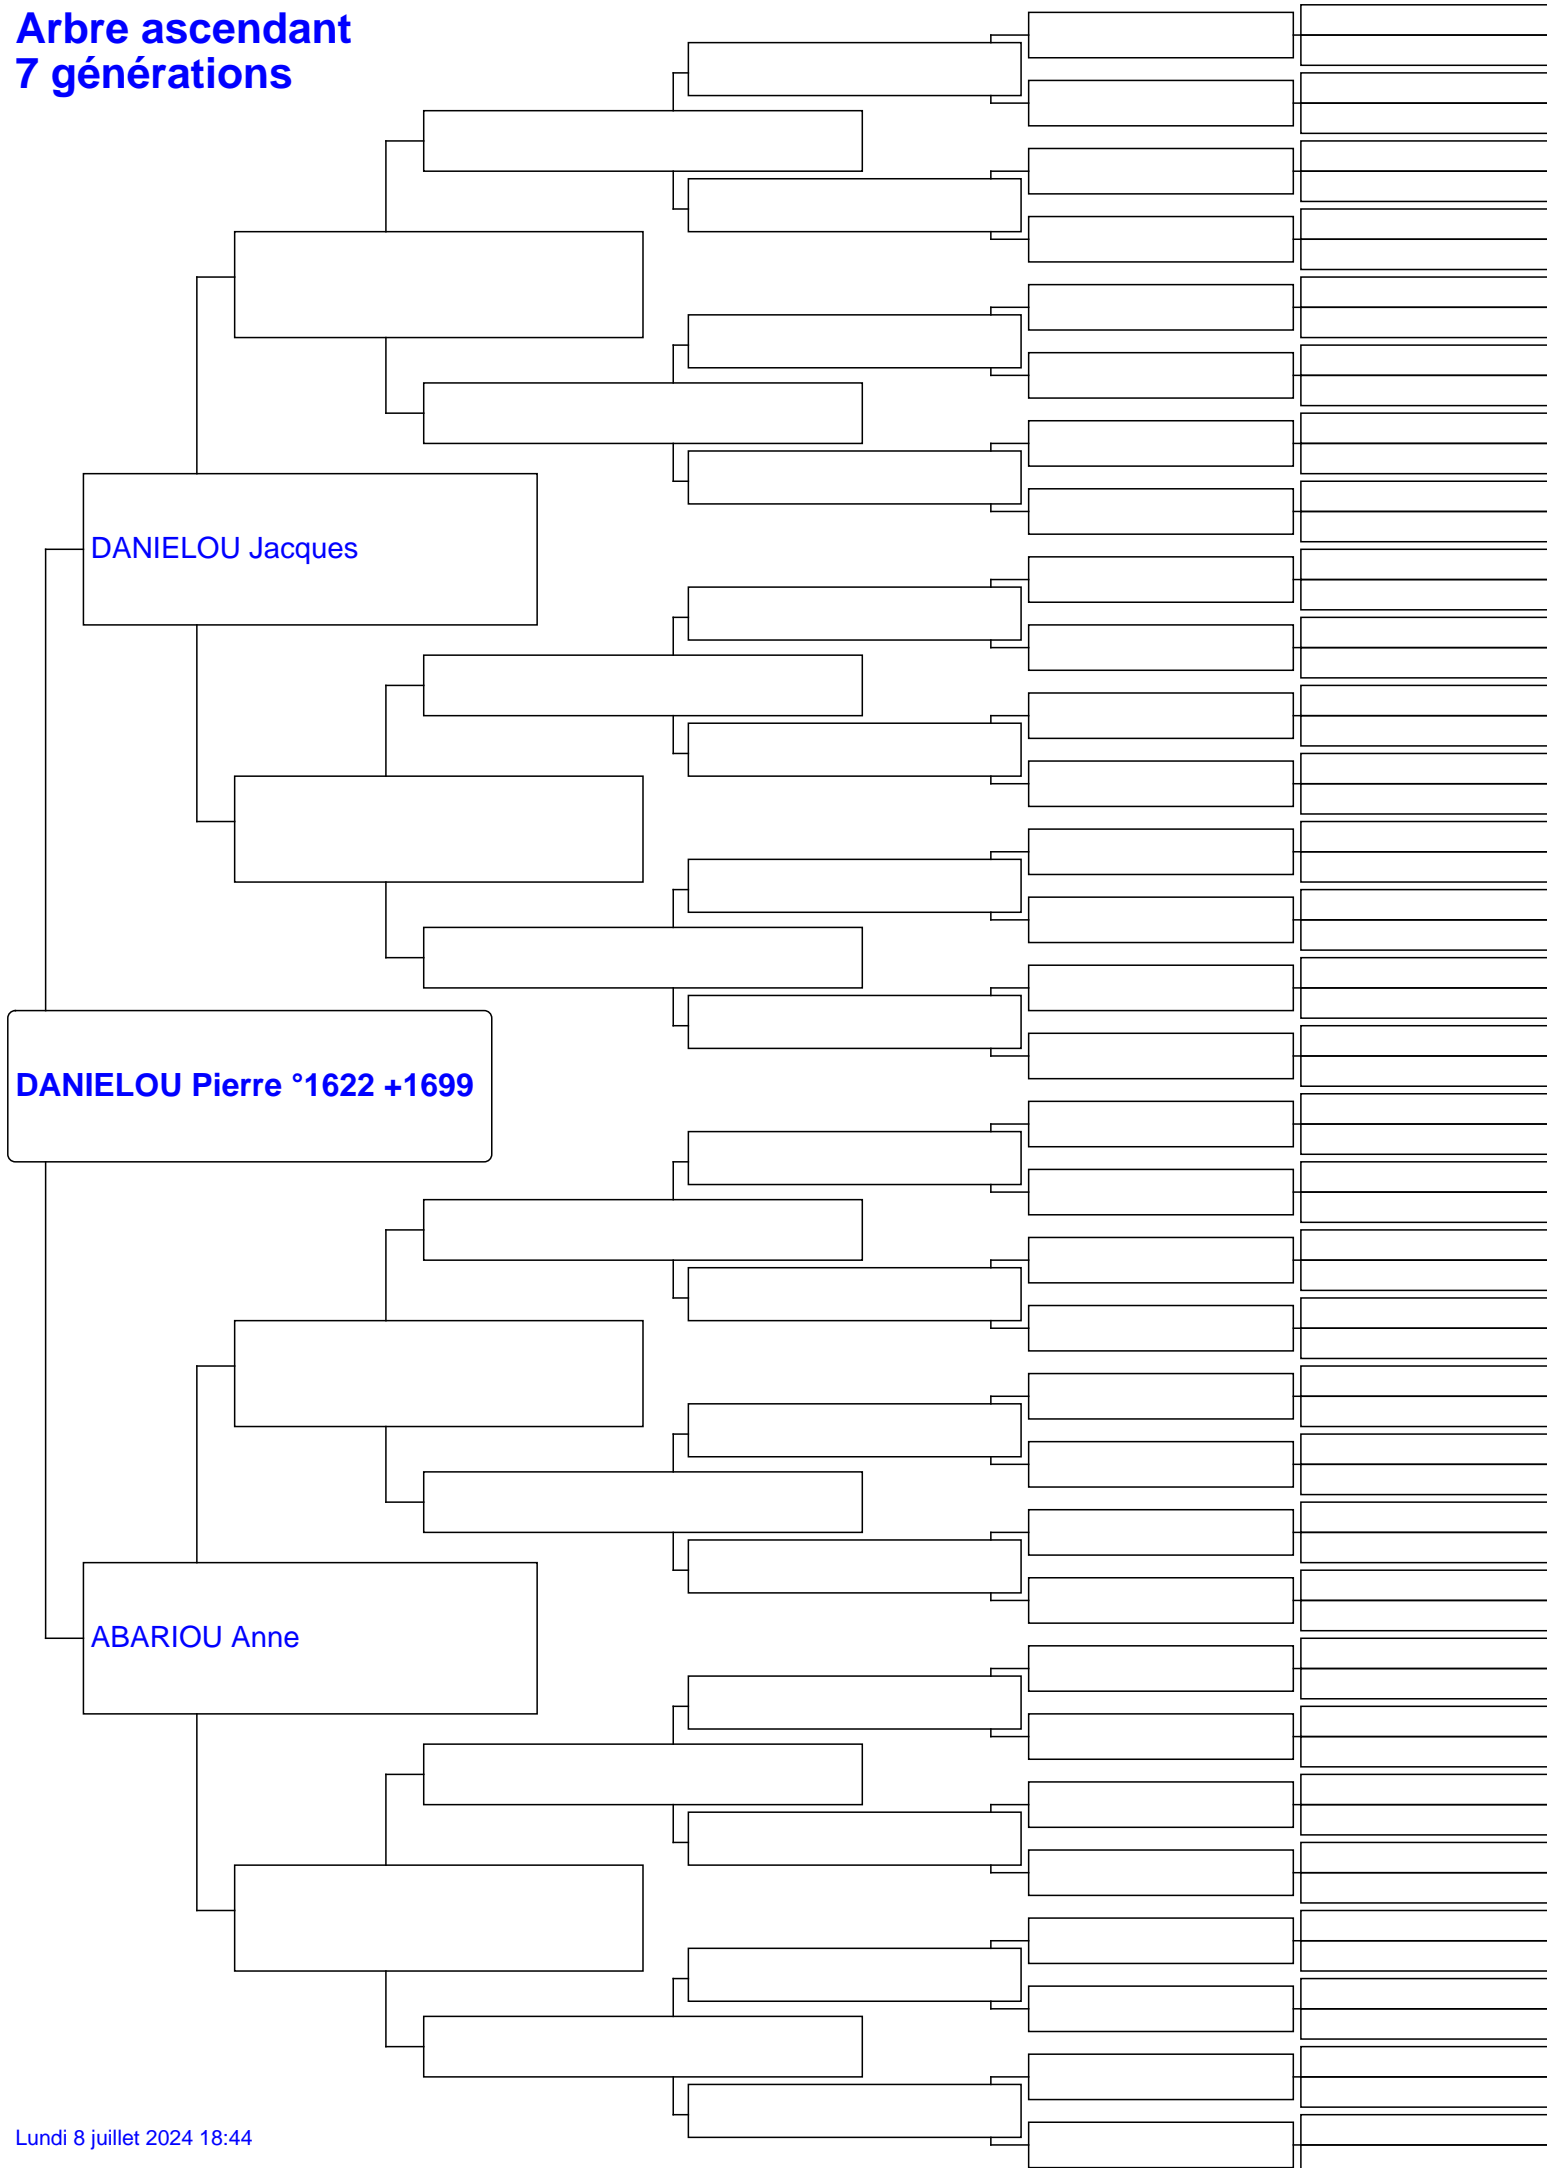 Arbre ascendant
7 générations
DANIELOU Jacques
DANIELOU Pierre °1622 +1699
ABARIOU Anne
Lundi 8 juillet 2024 18:44